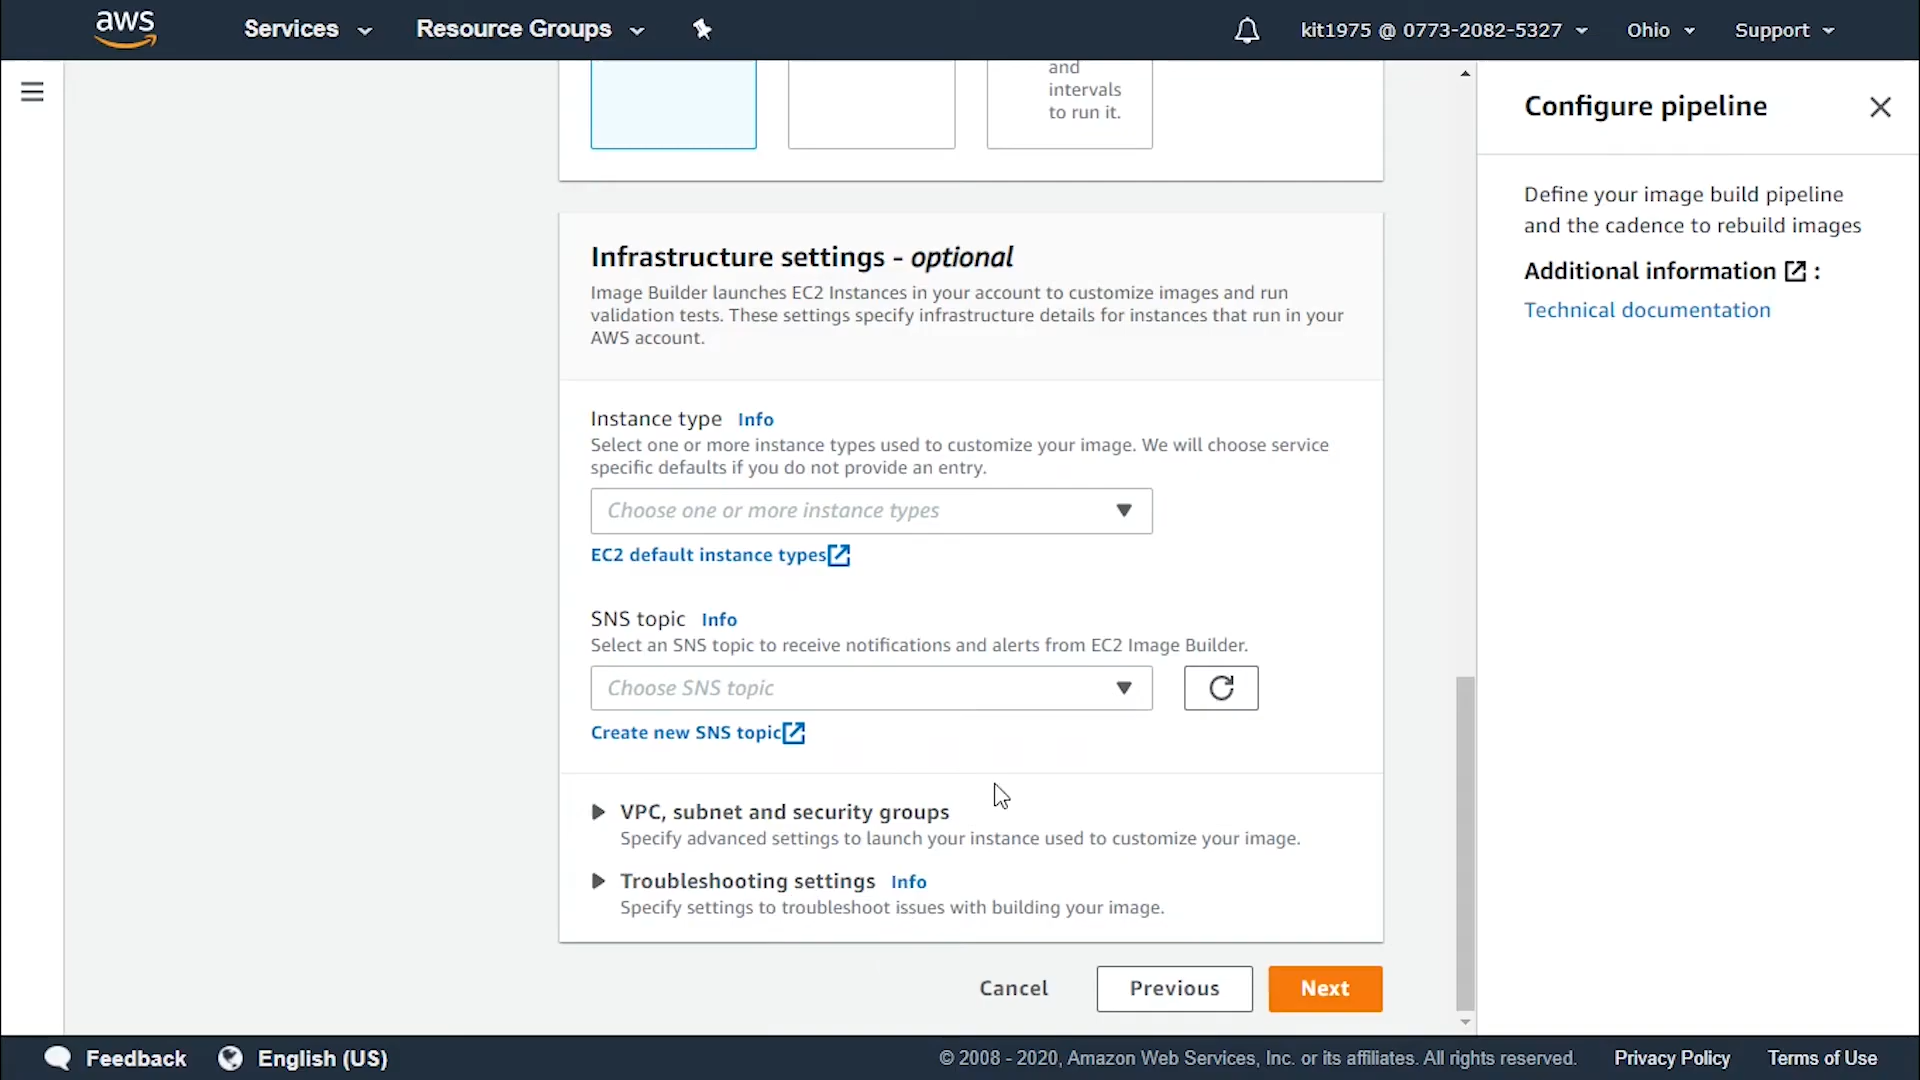 aws
Services
Resource Groups
kit1975 @ 0773-2082-5327
Ohio
Support
and
intervals
to run it.
Infrastructure settings - optional
Image Builder launches EC2 Instances in your account to customize images and run
validation tests. These settings specify infrastructure details for instances that run in your
AWS account.
Instance type Info
Select one or more instance types used to customize your image. We will choose service
specific defaults if you do not provide an entry.
Choose one or more instance types
EC2 default instance types
SNS topic Info
Select an SNS topic to receive notifications and alerts from EC2 Image Builder.
Choose SNS topic
Create new SNS topic
VPC, subnet and security groups
Specify advanced settings to launch your instance used to customize your image.
Troubleshooting settings Info
Specify settings to troubleshoot issues with building your image.
Cancel
Previous
Next
Configure pipeline
Define your image build pipeline
and the cadence to rebuild images
Additional information :
Technical documentation
Feedback
English (US)
© 2008 - 2020, Amazon Web Services, Inc. or its affiliates. All rights reserved.
Privacy Policy
Terms of Use